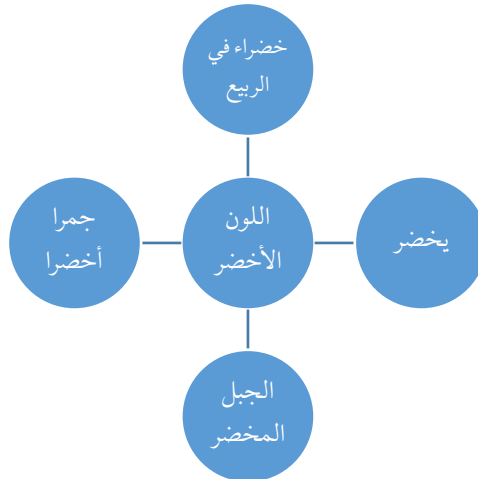 خضراء في
الربيع
جمرا
أخضرا
اللون
الأخضر
يخضر
الجبل
المخضر